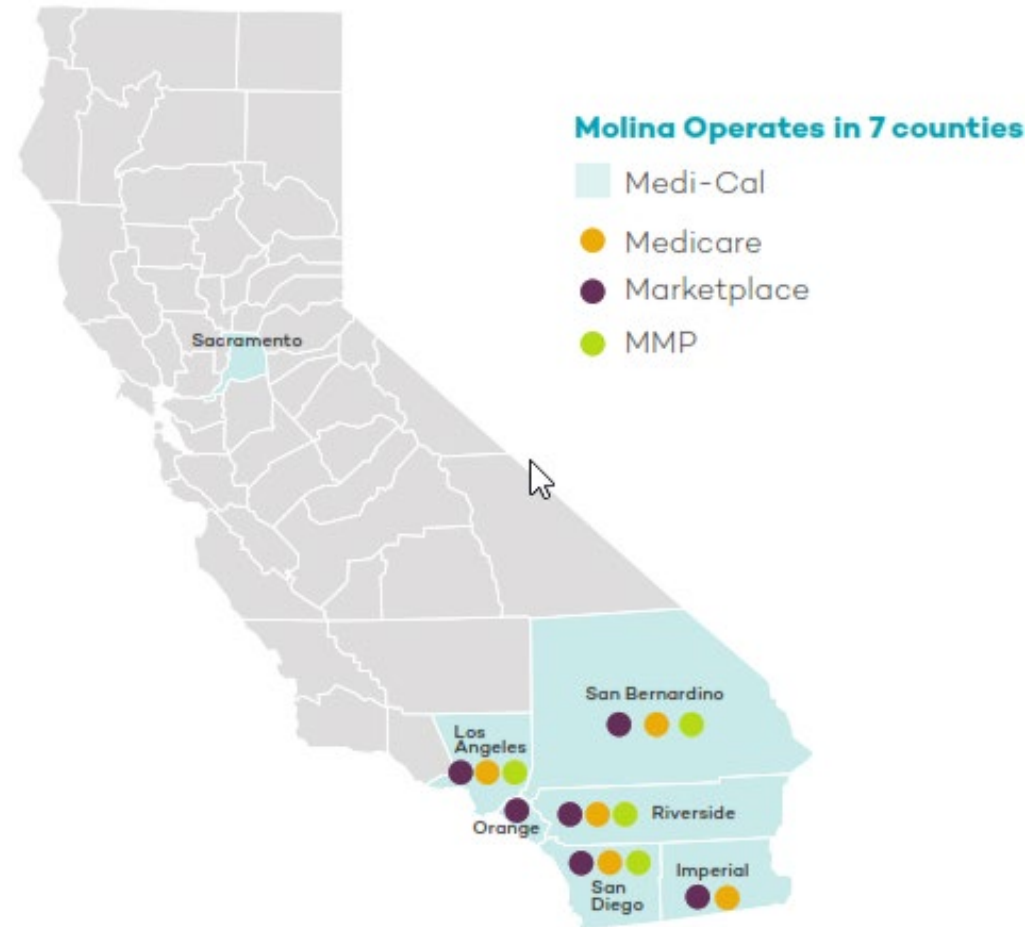 Molina Operates in 7 counties
Medi-Cal
Medicare
Marketplace
MMP
Sacramento
San Bernardino
Los
Angeles
Orange
Riverside
San
Diego
Imperial